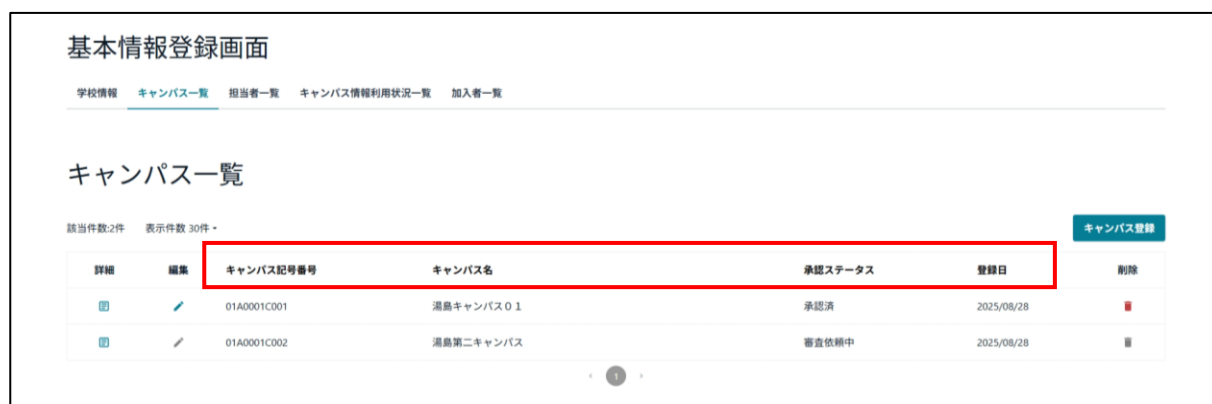 基本情報登録画面
学校情報 キャンパス一覧 担当者一覧 キャンパス情報利用状況一覧 加入者一覧
キャンパス一覧
該当件数:2件 表示件数 30件
キャンパス登録
詳細 編集 キャンパス記号番号 キャンパス名 承認ステータス 登録日 削除
01A0001C001 湯島キャンパス０１ 承認済 2025/08/28
01A0001C002 湯島第二キャンパス 審査依頼中 2025/08/28
1